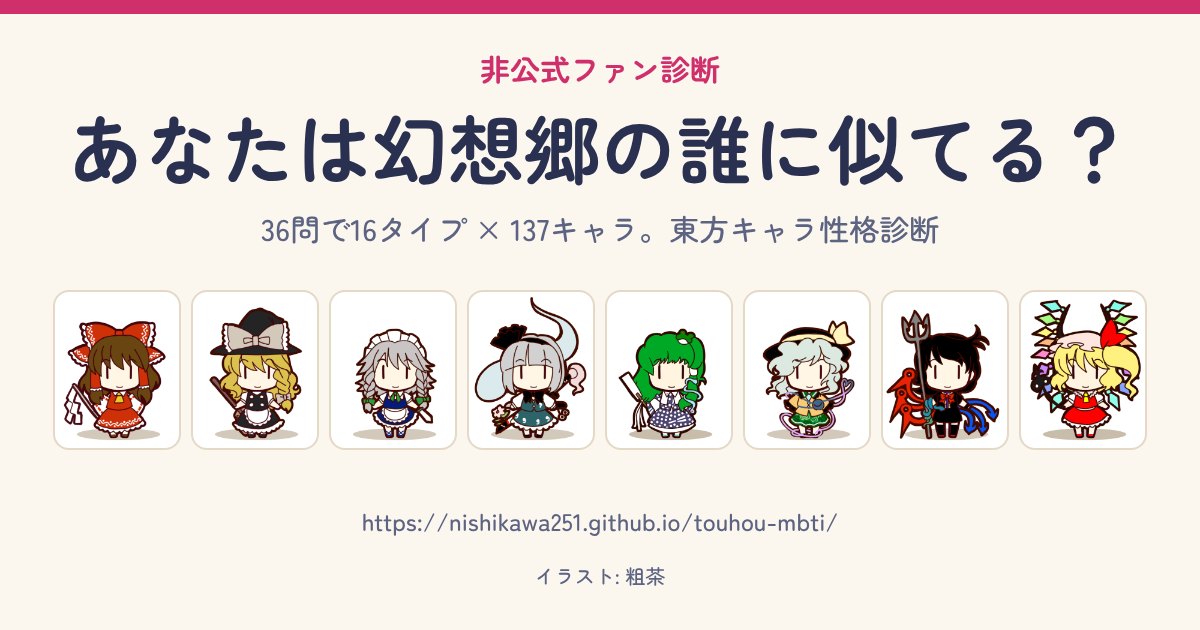 非公式ファン診断
あなたは幻想郷の誰に似てる？
36問で16タイプ × 137キャラ。東方キャラ性格診断
https://nishikawa251.github.io/touhou-mbti/
イラスト: 粗茶